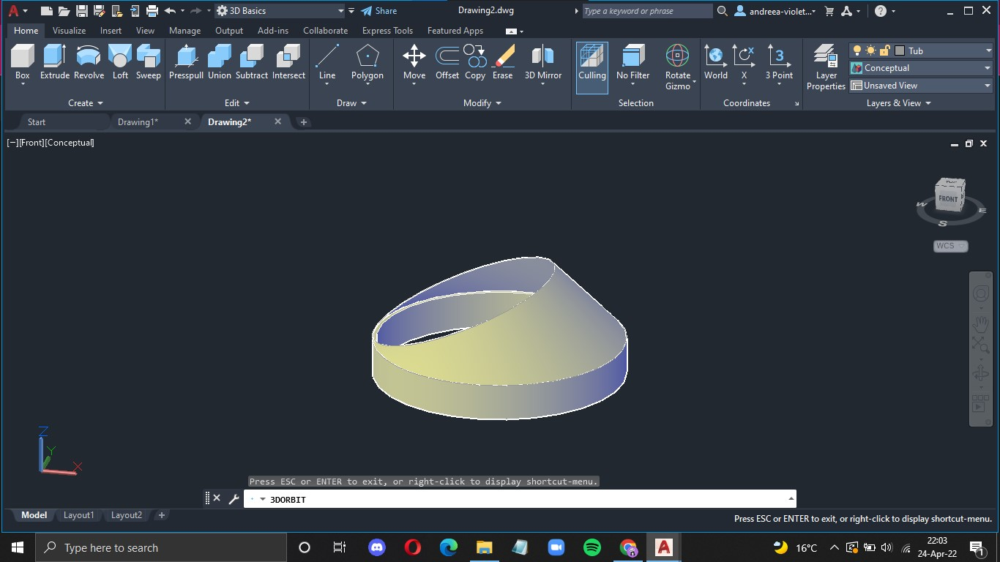 3D Basics
Share
Drawing2.dwg
Type a keyword or phrase
andreea-violet...
Home Visualize Insert View Manage Output Add-ins Collaborate Express Tools Featured Apps
Box Extrude Revolve Loft Sweep Presspull Union Subtract Intersect Line Polygon Move Offset Copy Erase 3D Mirror Culling No Filter Rotate Gizmo World X 3 Point Layer Properties
Tub
Conceptual
Unsaved View
Create Edit Draw Modify Selection Coordinates Layers & View
Start Drawing1* Drawing2*
[−][Front][Conceptual]
TOP
FRONT
W S E
WCS
Z
Y
X
Press ESC or ENTER to exit, or right-click to display shortcut-menu.
3DORBIT
Model Layout1 Layout2
Press ESC or ENTER to exit, or right-click to display shortcut-menu.
Type here to search
16°C
22:03
24-Apr-22
1